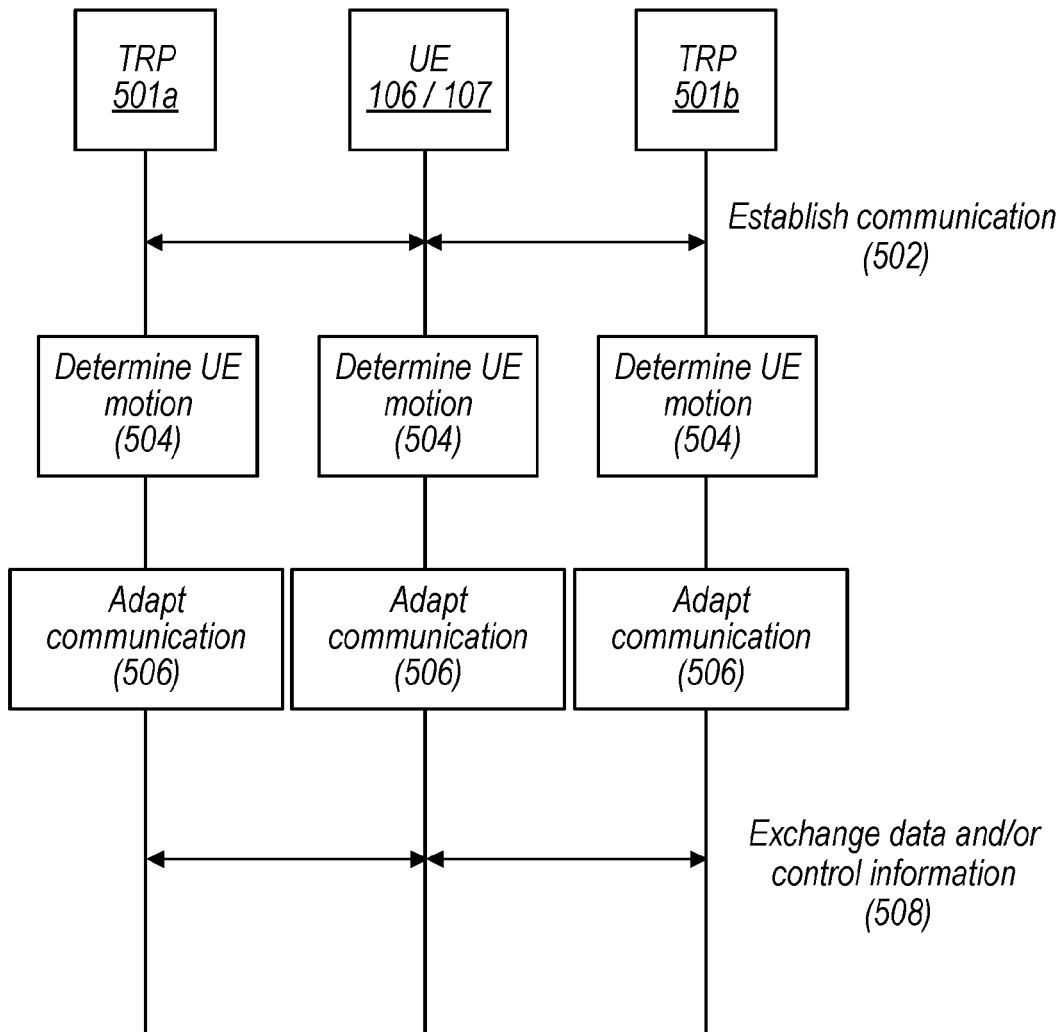 TRP
501a
UE
106 / 107
TRP
501b
Establish communication
(502)
Determine UE
motion
(504)
Determine UE
motion
(504)
Determine UE
motion
(504)
Adapt
communication
(506)
Adapt
communication
(506)
Adapt
communication
(506)
Exchange data and/or
control information
(508)